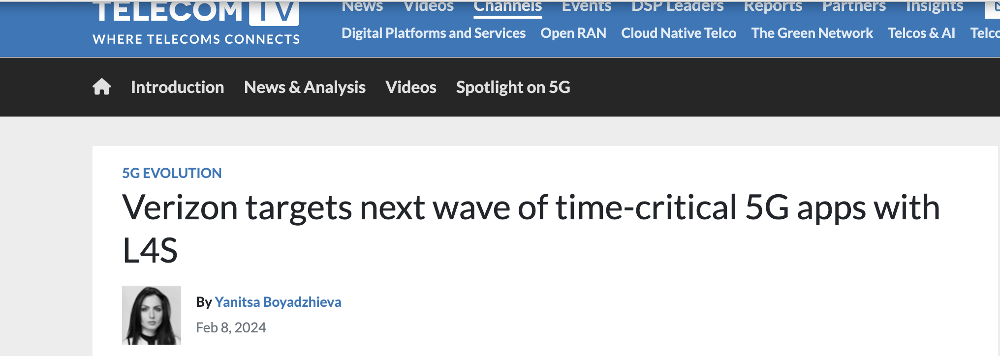 TELECOM TV
WHERE TELECOMS CONNECTS
News Videos Channels Events DSP Leaders Reports Partners Insights
Digital Platforms and Services Open RAN Cloud Native Telco The Green Network Telcos & AI Telco
Introduction News & Analysis Videos Spotlight on 5G
5G EVOLUTION
Verizon targets next wave of time-critical 5G apps with
L4S
By Yanitsa Boyadzhieva
Feb 8, 2024